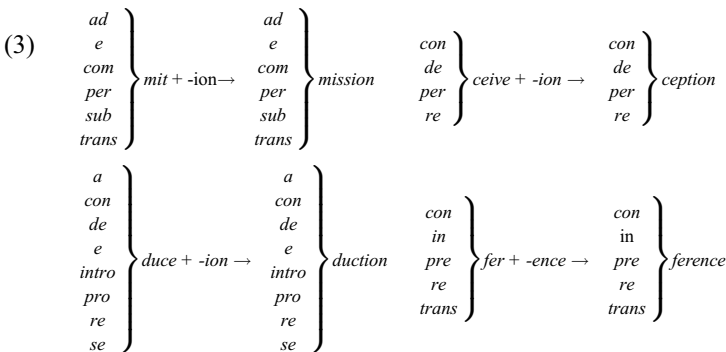 (3)
ad
e
com
per
sub
trans
mit + -ion→
ad
e
com
per
sub
trans
mission
con
de
per
re
ceive + -ion →
con
de
per
re
ception
a
con
de
e
intro
pro
re
se
duce + -ion →
a
con
de
e
intro
pro
re
se
duction
con
in
pre
re
trans
fer + -ence →
con
in
pre
re
trans
ference